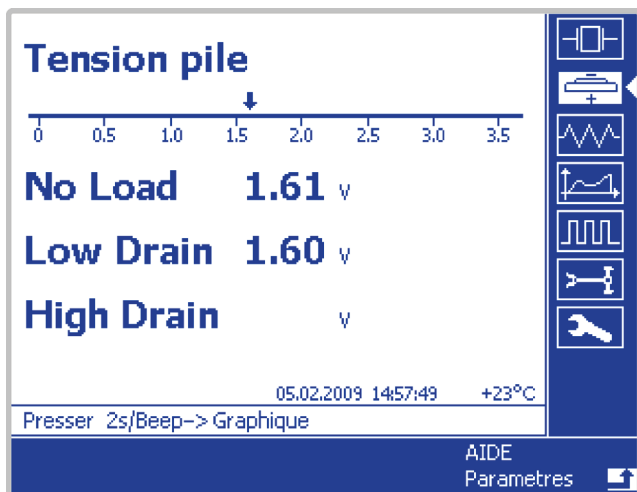 Tension pile
0 0.5 1.0 1.5 2.0 2.5 3.0 3.5
No Load 1.61 V
Low Drain 1.60 V
High Drain V
05.02.2009 14:57:49 +23°C
Presser 2s/Beep-> Graphique
AIDE
Parametres